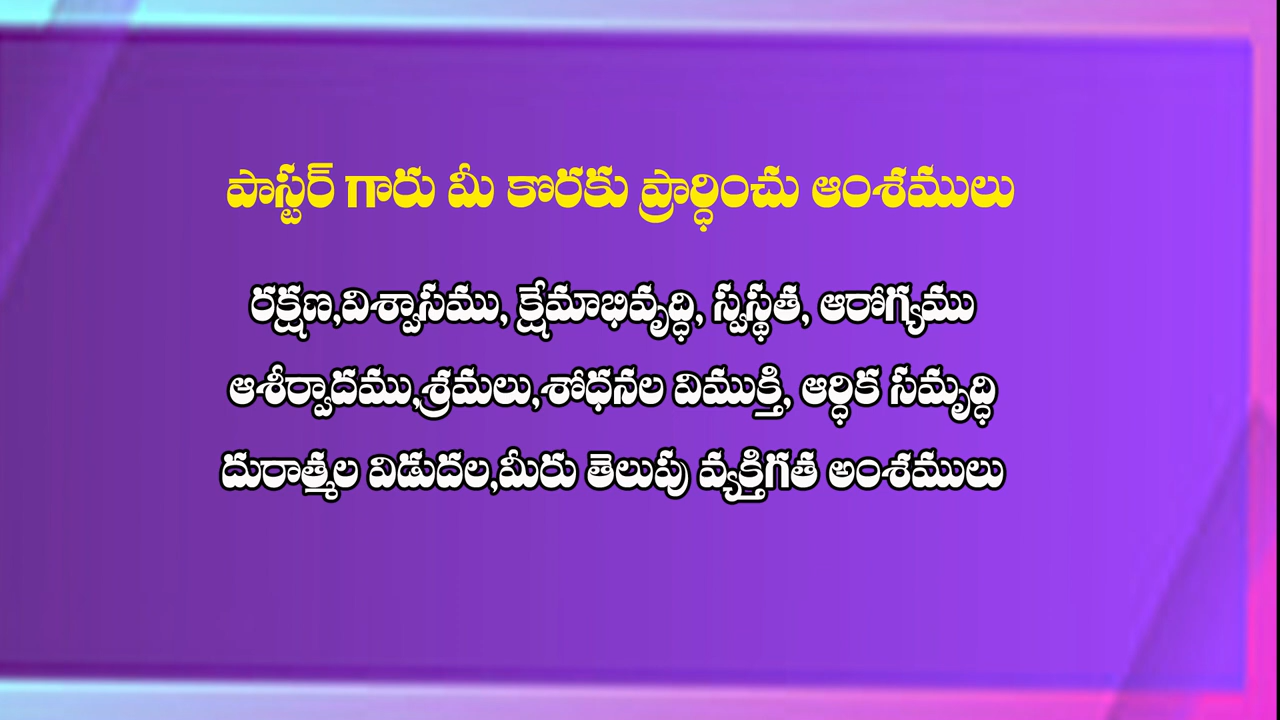 పాస్టర్ గారు మీ కొరకు ప్రార్ధించు ఆంశములు
రక్షణ,విశ్వాసము, క్షేమాభివృద్ధి, స్వస్థత, ఆరోగ్యము
ఆశీర్వాదము,శ్రమలు,శోధనల విముక్తి, ఆర్ధిక సమృద్ధి
దురాత్మల విడుదల,మీరు తెలుపు వ్యక్తిగత అంశములు